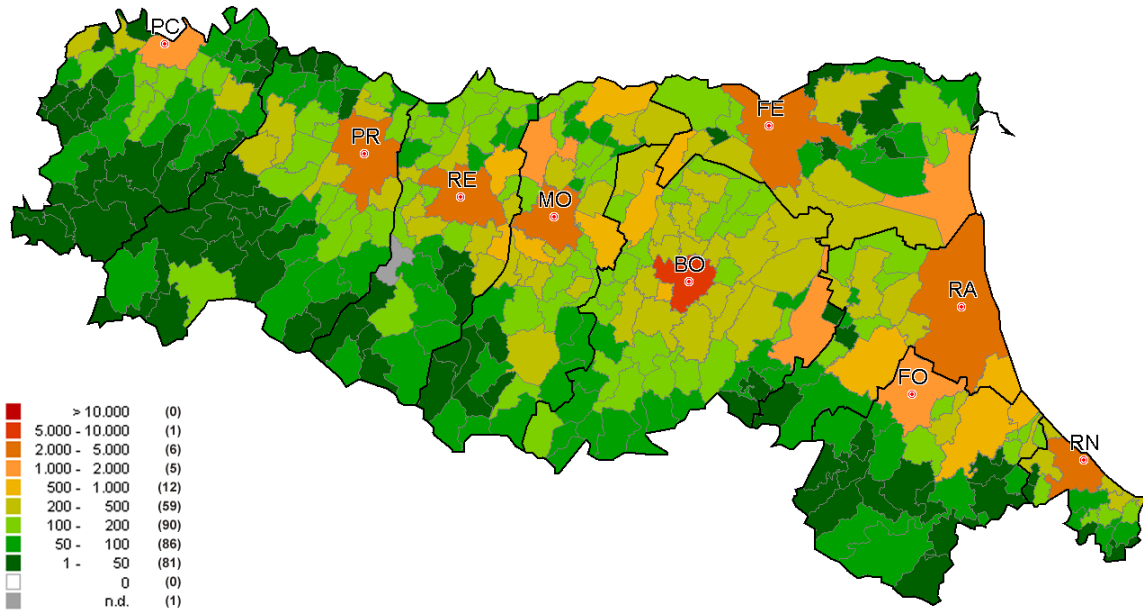 PC
FE
PR
RE
MO
BO
RA
FO
RN
> 10.000 (0)
5.000 - 10.000 (1)
2.000 - 5.000 (6)
1.000 - 2.000 (5)
500 - 1.000 (12)
200 - 500 (59)
100 - 200 (90)
50 - 100 (86)
1 - 50 (81)
0 (0)
n.d. (1)